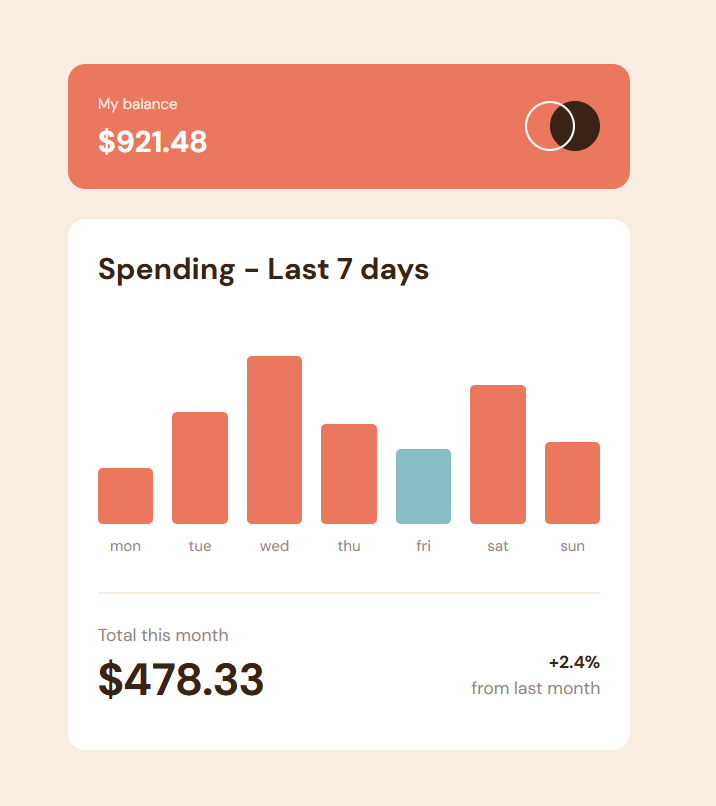 My balance
$921.48
Spending - Last 7 days
mon tue wed thu fri sat sun
Total this month
$478.33
+2.4%
from last month